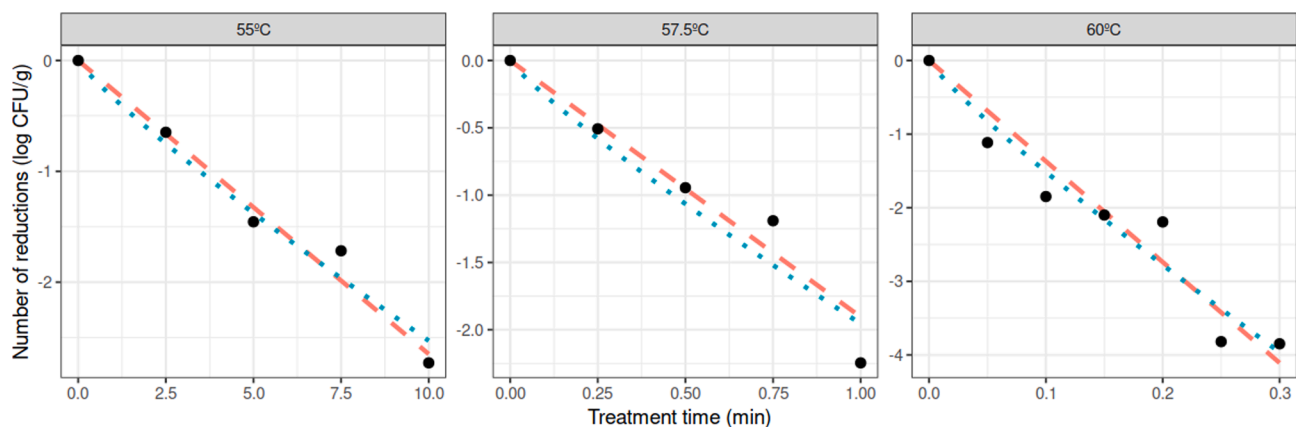 55ºC
57.5ºC
60ºC
Number of reductions (log CFU/g)
0
-1
-2
0.0
-0.5
-1.0
-1.5
-2.0
0
-1
-2
-3
-4
0.0 2.5 5.0 7.5 10.0
0.00 0.25 0.50 0.75 1.00
0.0 0.1 0.2 0.3
Treatment time (min)